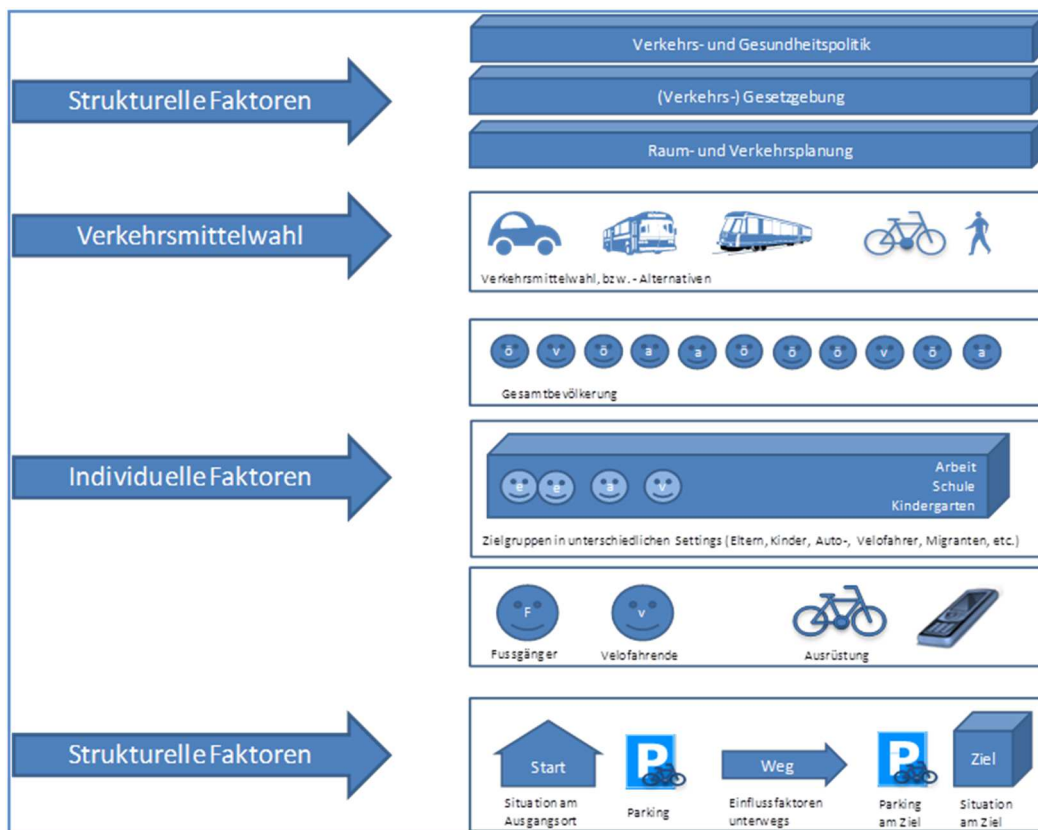 Strukturelle Faktoren
Verkehrs- und Gesundheitspolitik
(Verkehrs-) Gesetzgebung
Raum- und Verkehrsplanung
Verkehrsmittelwahl
Verkehrsmittelwahl, bzw. - Alternativen
ö v ö a a ö ö ö v ö a
Gesamtbevölkerung
Individuelle Faktoren
e e a v
Arbeit
Schule
Kindergarten
Zielgruppen in unterschiedlichen Settings (Eltern, Kinder, Auto-, Velofahrer, Migranten, etc.)
F v
Fussgänger Velofahrende Ausrüstung
Strukturelle Faktoren
Start P Weg P Ziel
Situation am
Ausgangsort
Parking
Einflussfaktoren
unterwegs
Parking
am Ziel
Situation
am Ziel